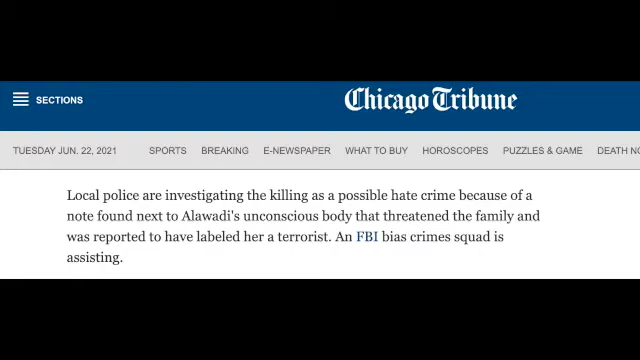 SECTIONS
Chicago Tribune
TUESDAY JUN. 22, 2021 SPORTS BREAKING E-NEWSPAPER WHAT TO BUY HOROSCOPES PUZZLES & GAME DEATH NO
Local police are investigating the killing as a possible hate crime because of a
note found next to Alawadi's unconscious body that threatened the family and
was reported to have labeled her a terrorist. An FBI bias crimes squad is
assisting.